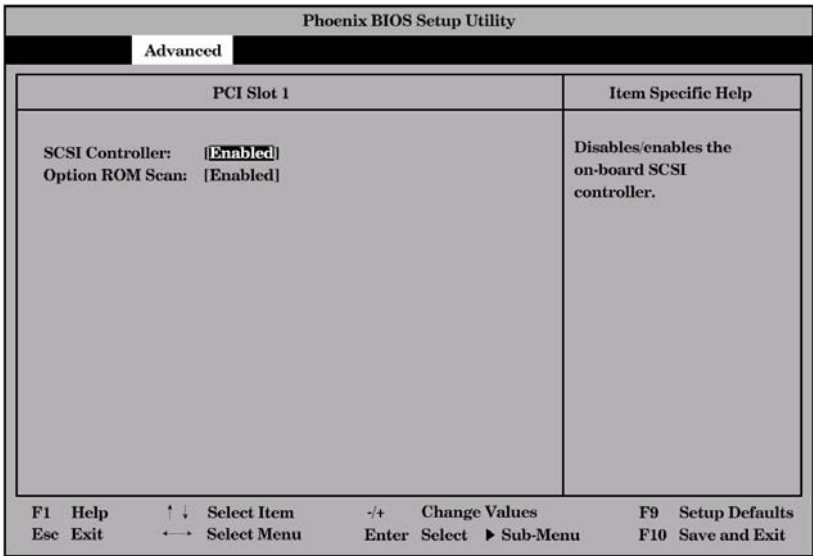 Phoenix BIOS Setup Utility
Advanced
PCI Slot 1
Item Specific Help
SCSI Controller: [Enabled]
Option ROM Scan: [Enabled]
Disables/enables the
on-board SCSI
controller.
F1 Help ↑ ↓ Select Item -/+ Change Values F9 Setup Defaults
Esc Exit ←→ Select Menu Enter Select ▶ Sub-Menu F10 Save and Exit